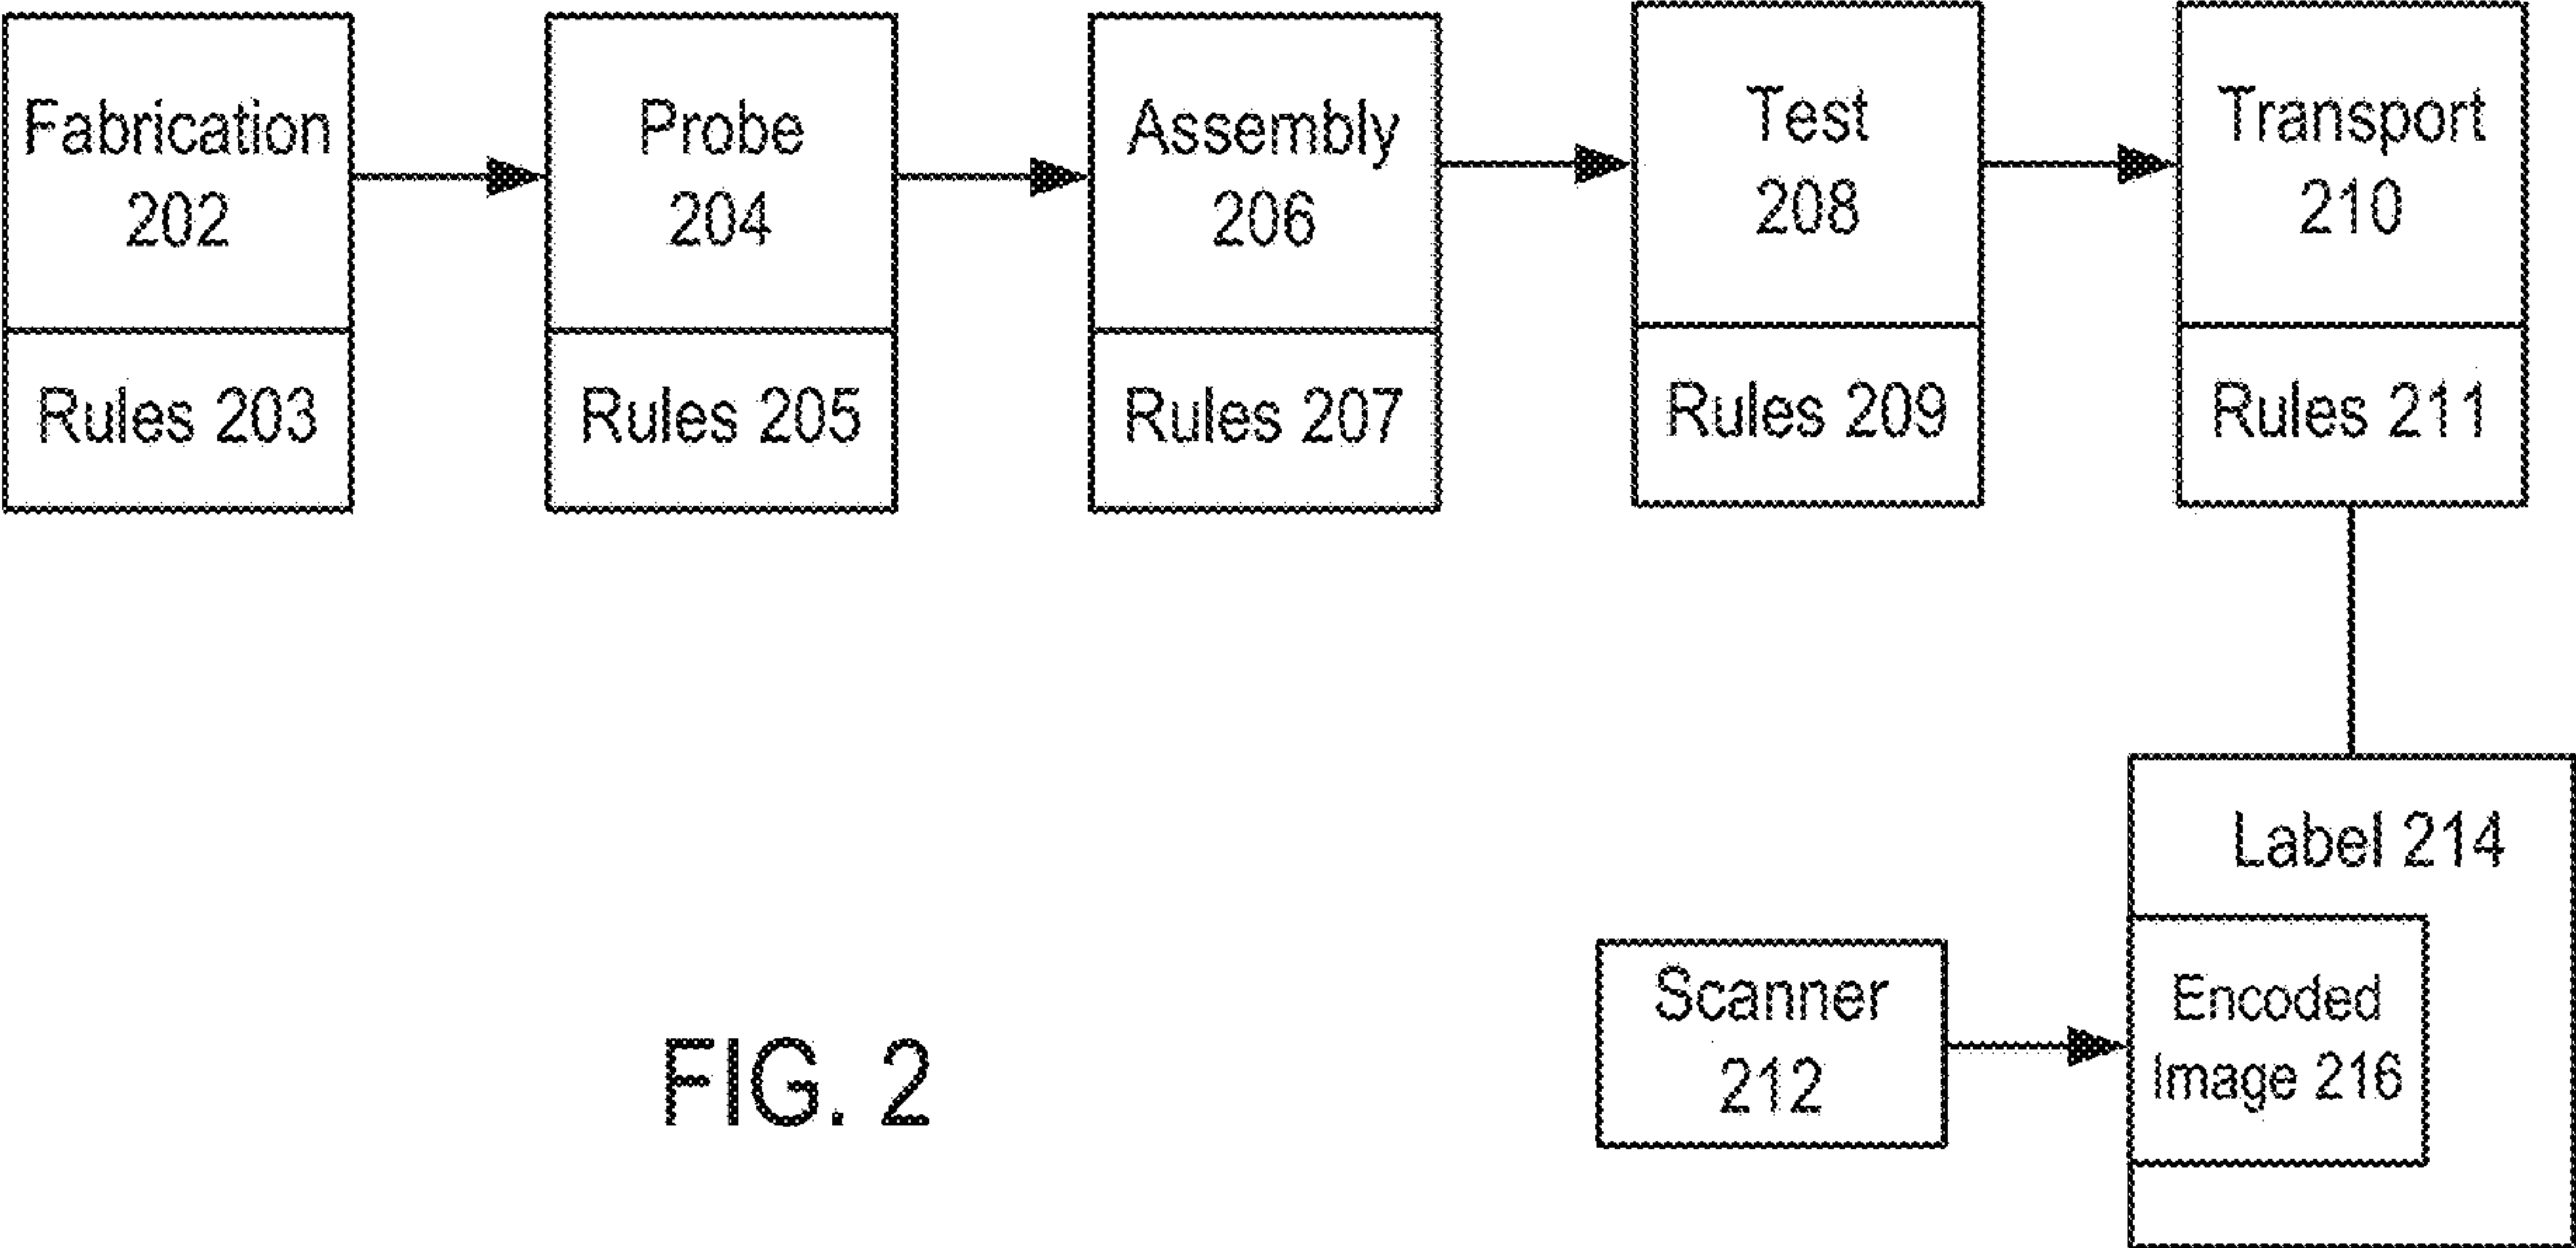 Fabrication
202
Rules 203
Probe
204
Rules 205
Assembly
206
Rules 207
Test
208
Rules 209
Transport
210
Rules 211
Label 214
Scanner
212
Encoded
Image 216
FIG. 2